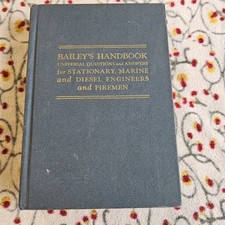 BAILEY'S HANDBOOK
UNIVERSAL QUESTIONS and ANSWERS
for STATIONARY, MARINE
and DIESEL ENGINEERS
and FIREMEN